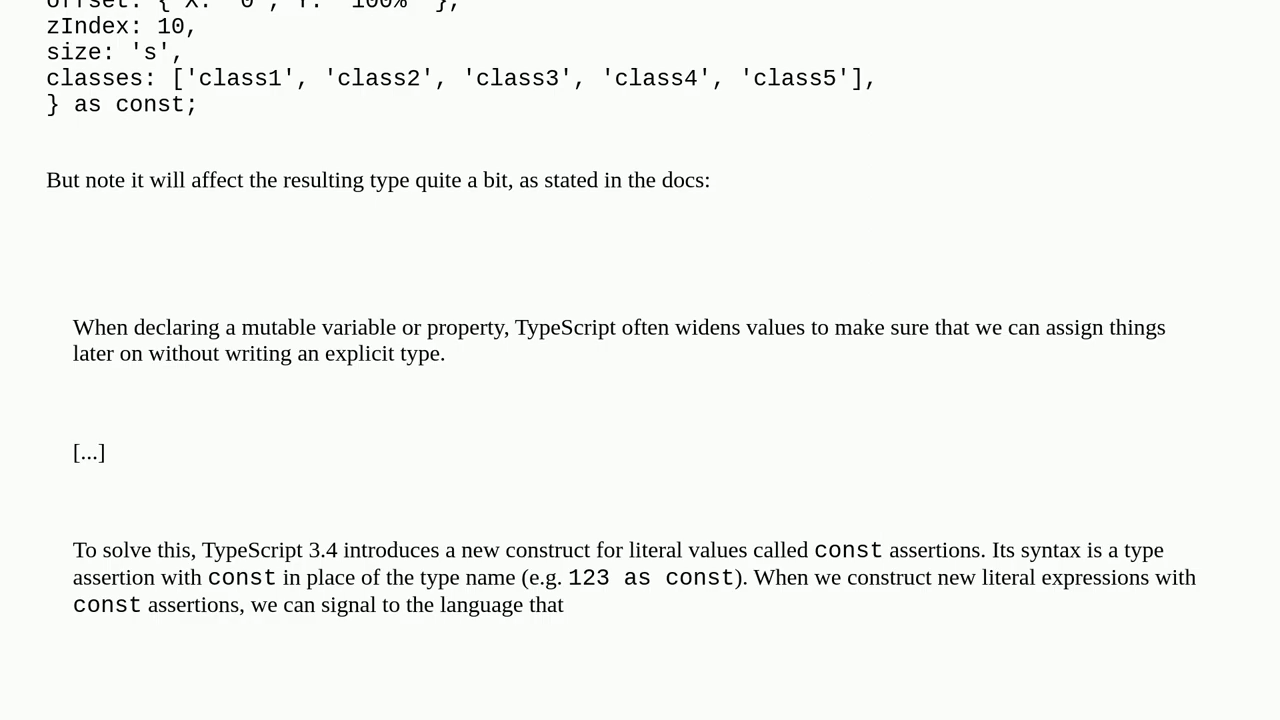 offset: { X: '0', Y: '100%' },
zIndex: 10,
size: 's',
classes: ['class1', 'class2', 'class3', 'class4', 'class5'],
} as const;
But note it will affect the resulting type quite a bit, as stated in the docs:
When declaring a mutable variable or property, TypeScript often widens values to make sure that we can assign things
later on without writing an explicit type.
[...]
To solve this, TypeScript 3.4 introduces a new construct for literal values called const assertions. Its syntax is a type
assertion with const in place of the type name (e.g. 123 as const). When we construct new literal expressions with
const assertions, we can signal to the language that